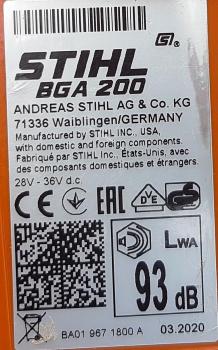 STIHL
BGA 200
ANDREAS STIHL AG & Co. KG
71336 Waiblingen/GERMANY
Manufactured by STIHL INC., USA,
with domestic and foreign components.
Fabriqué par STIHL Inc., États-Unis, avec
des composants domestiques et étrangers.
28V - 36V d.c.
CE EAC DVE
LWA
93 dB
BA01 967 1800 A 03.2020